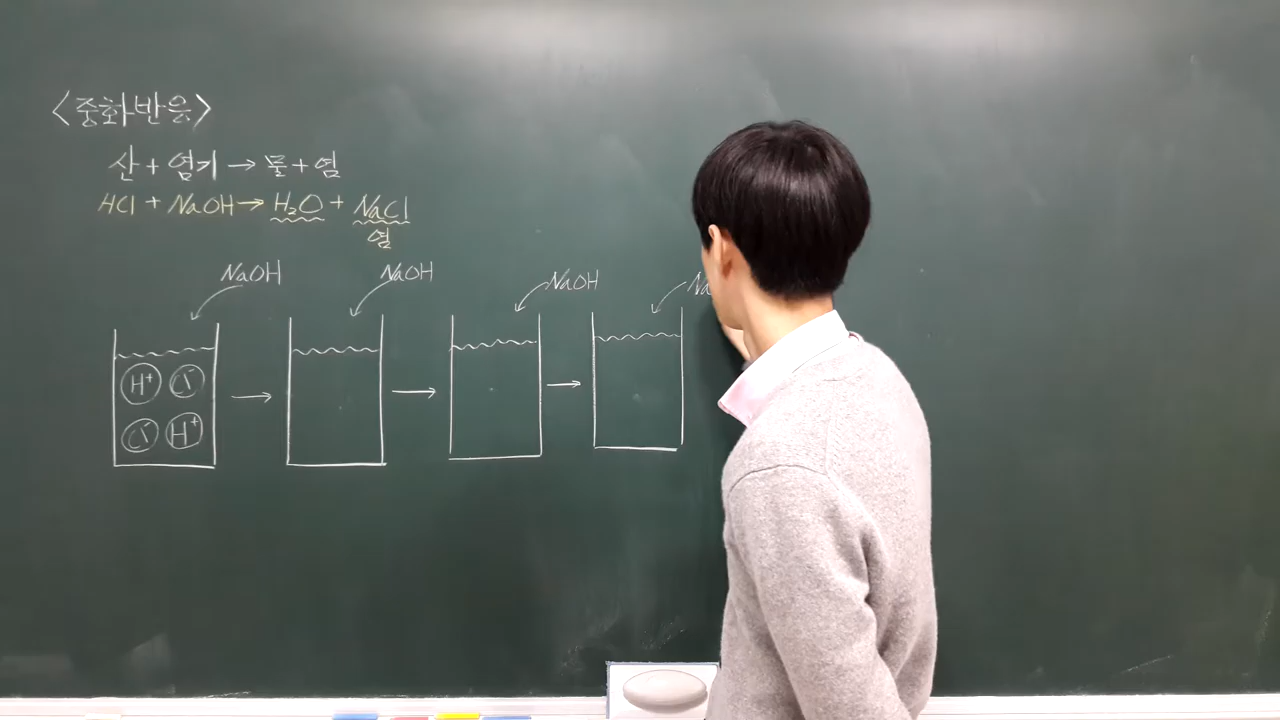 <중화반응>
산 + 염기 → 물 + 염
HCl + NaOH → H₂O + NaCl
염
NaOH NaOH NaOH Na
H⁺ Cl⁻
Cl⁻ H⁺